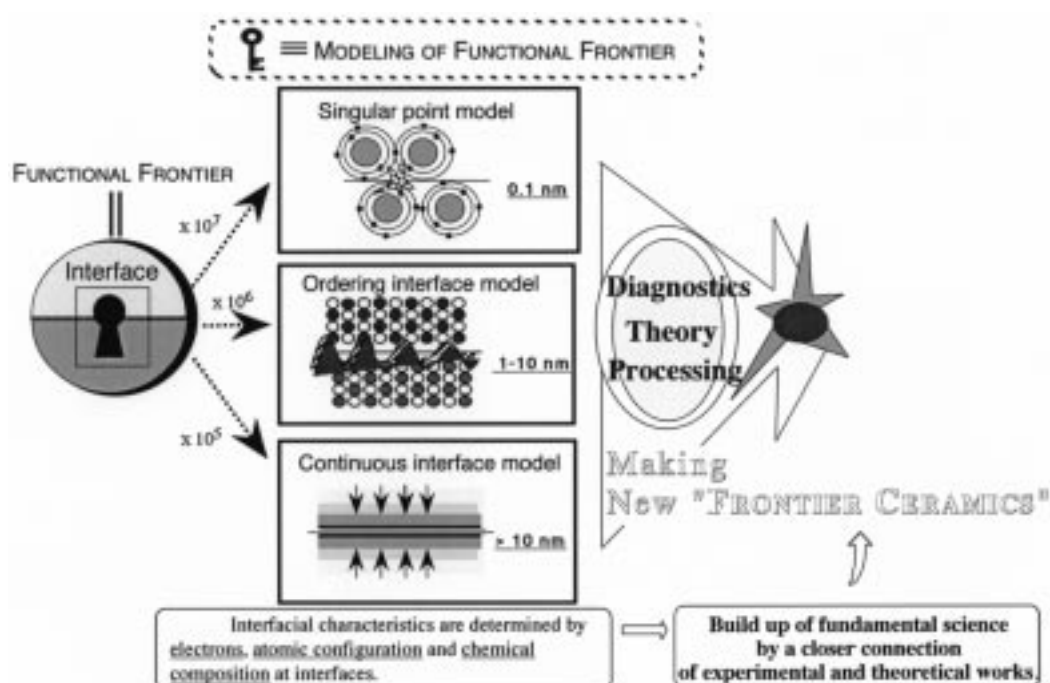 ≡ MODELING OF FUNCTIONAL FRONTIER
Singular point model
0.1 nm
FUNCTIONAL FRONTIER
x 10⁷
Interface
x 10⁶
Ordering interface model
1-10 nm
x 10⁵
Continuous interface model
> 10 nm
Diagnostics
Theory
Processing
Making
New "FRONTIER CERAMICS"
Interfacial characteristics are determined by
electrons, atomic configuration and chemical
composition at interfaces.
Build up of fundamental science
by a closer connection
of experimental and theoretical works